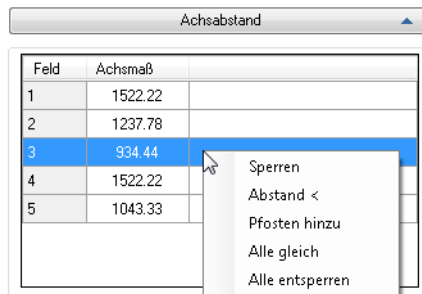 Achsabstand
Feld Achsmaß
1 1522.22
2 1237.78
3 934.44
4 1522.22
5 1043.33
Sperren
Abstand <
Pfosten hinzu
Alle gleich
Alle entsperren